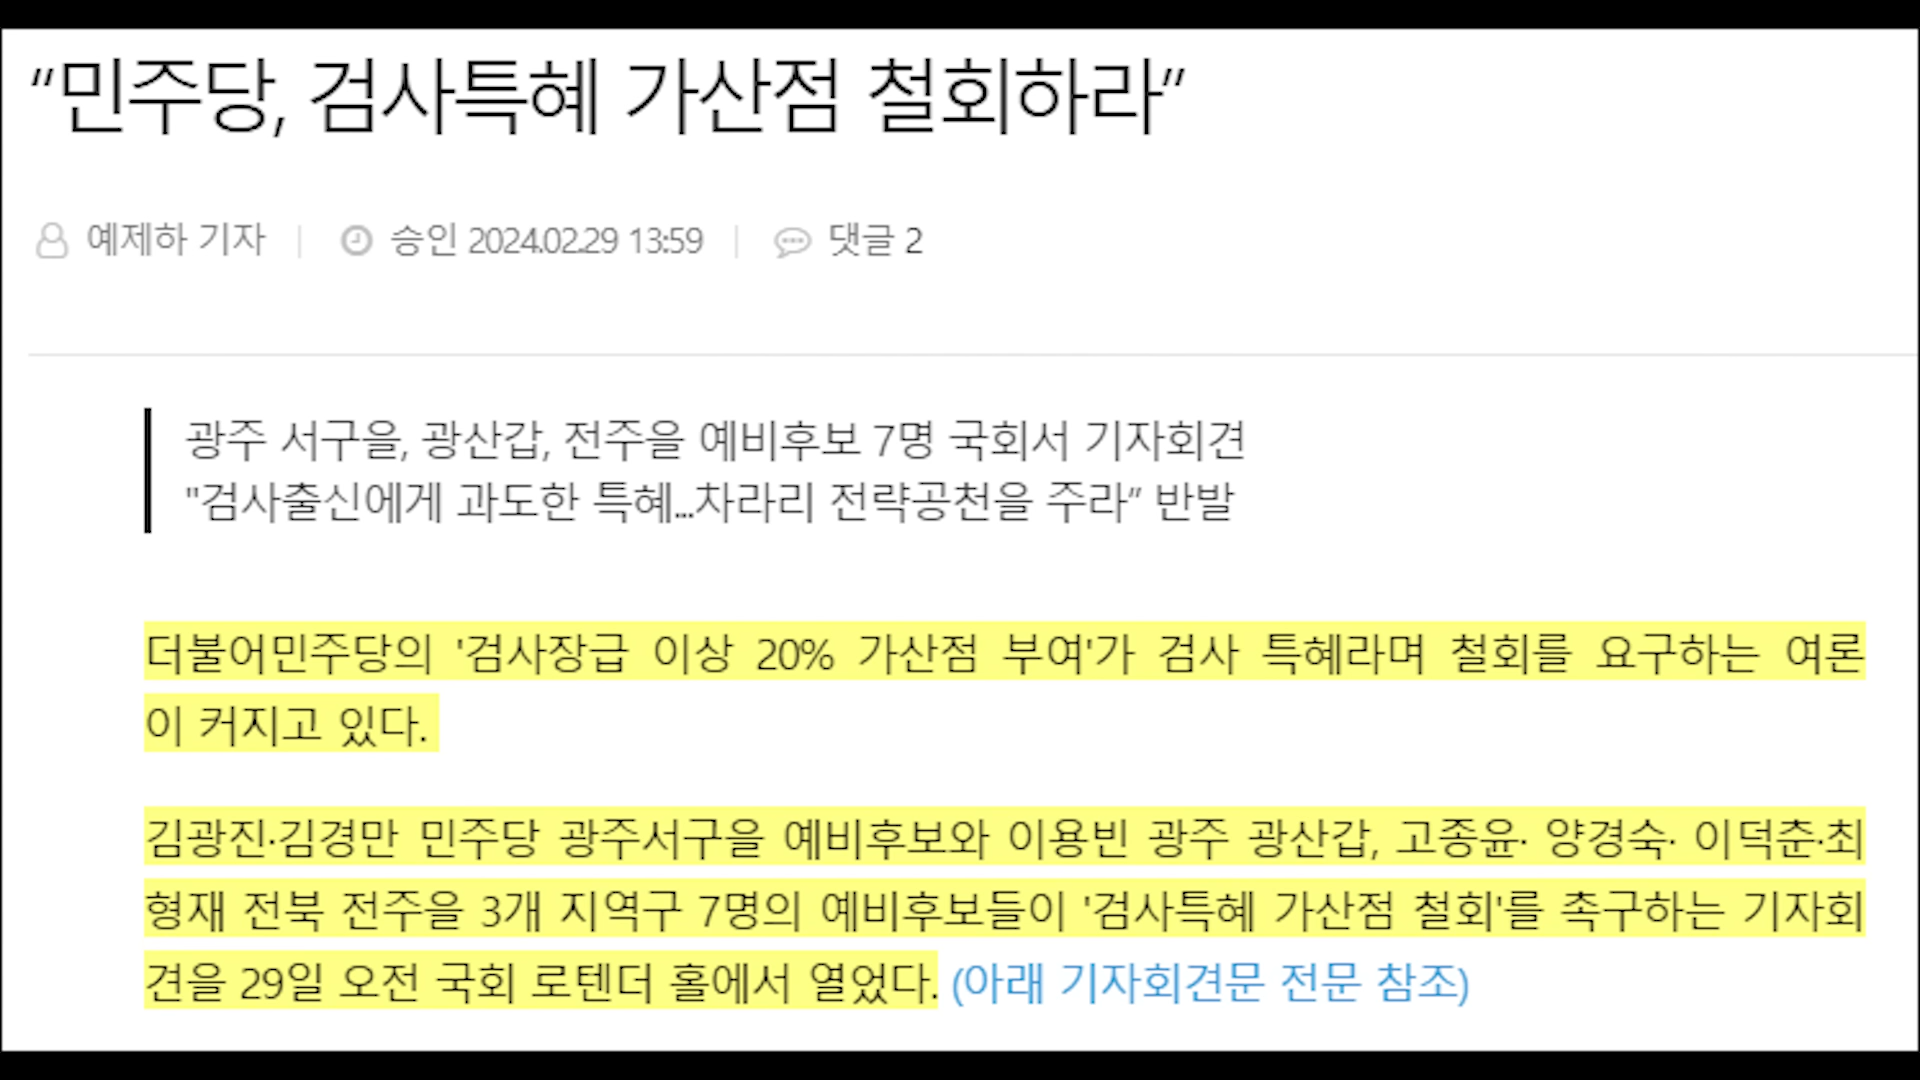 “민주당, 검사특혜 가산점 철회하라”
예제하 기자 | 승인 2024.02.29 13:59 | 댓글 2
광주 서구을, 광산갑, 전주을 예비후보 7명 국회서 기자회견
"검사출신에게 과도한 특혜...차라리 전략공천을 주라” 반발
더불어민주당의 '검사장급 이상 20% 가산점 부여'가 검사 특혜라며 철회를 요구하는 여론
이 커지고 있다.
김광진·김경만 민주당 광주서구을 예비후보와 이용빈 광주 광산갑, 고종윤· 양경숙· 이덕춘·최
형재 전북 전주을 3개 지역구 7명의 예비후보들이 '검사특혜 가산점 철회'를 촉구하는 기자회
견을 29일 오전 국회 로텐더 홀에서 열었다. (아래 기자회견문 전문 참조)